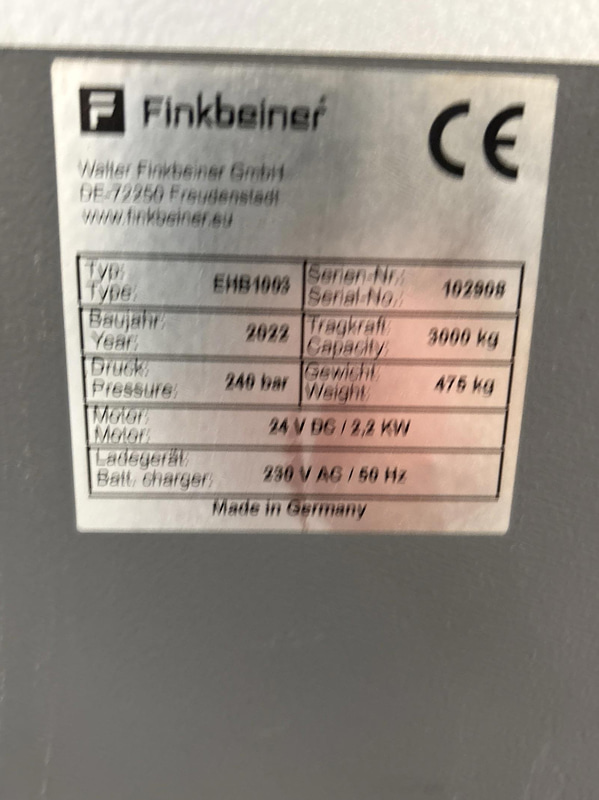 F Finkbeiner
CE
Walter Finkbeiner GmbH
DE-72250 Freudenstadt
www.finkbeiner.eu
Typ: Serien-Nr.:
Type: EHB1003 Serial-No.: 102908
Baujahr: Tragkraft:
Year: 2022 Capacity: 3000 kg
Druck: Gewicht:
Pressure: 240 bar Weight: 475 kg
Motor:
Motor: 24 V DC / 2,2 KW
Ladegerät:
Batt. charger: 230 V AC / 50 Hz
Made in Germany